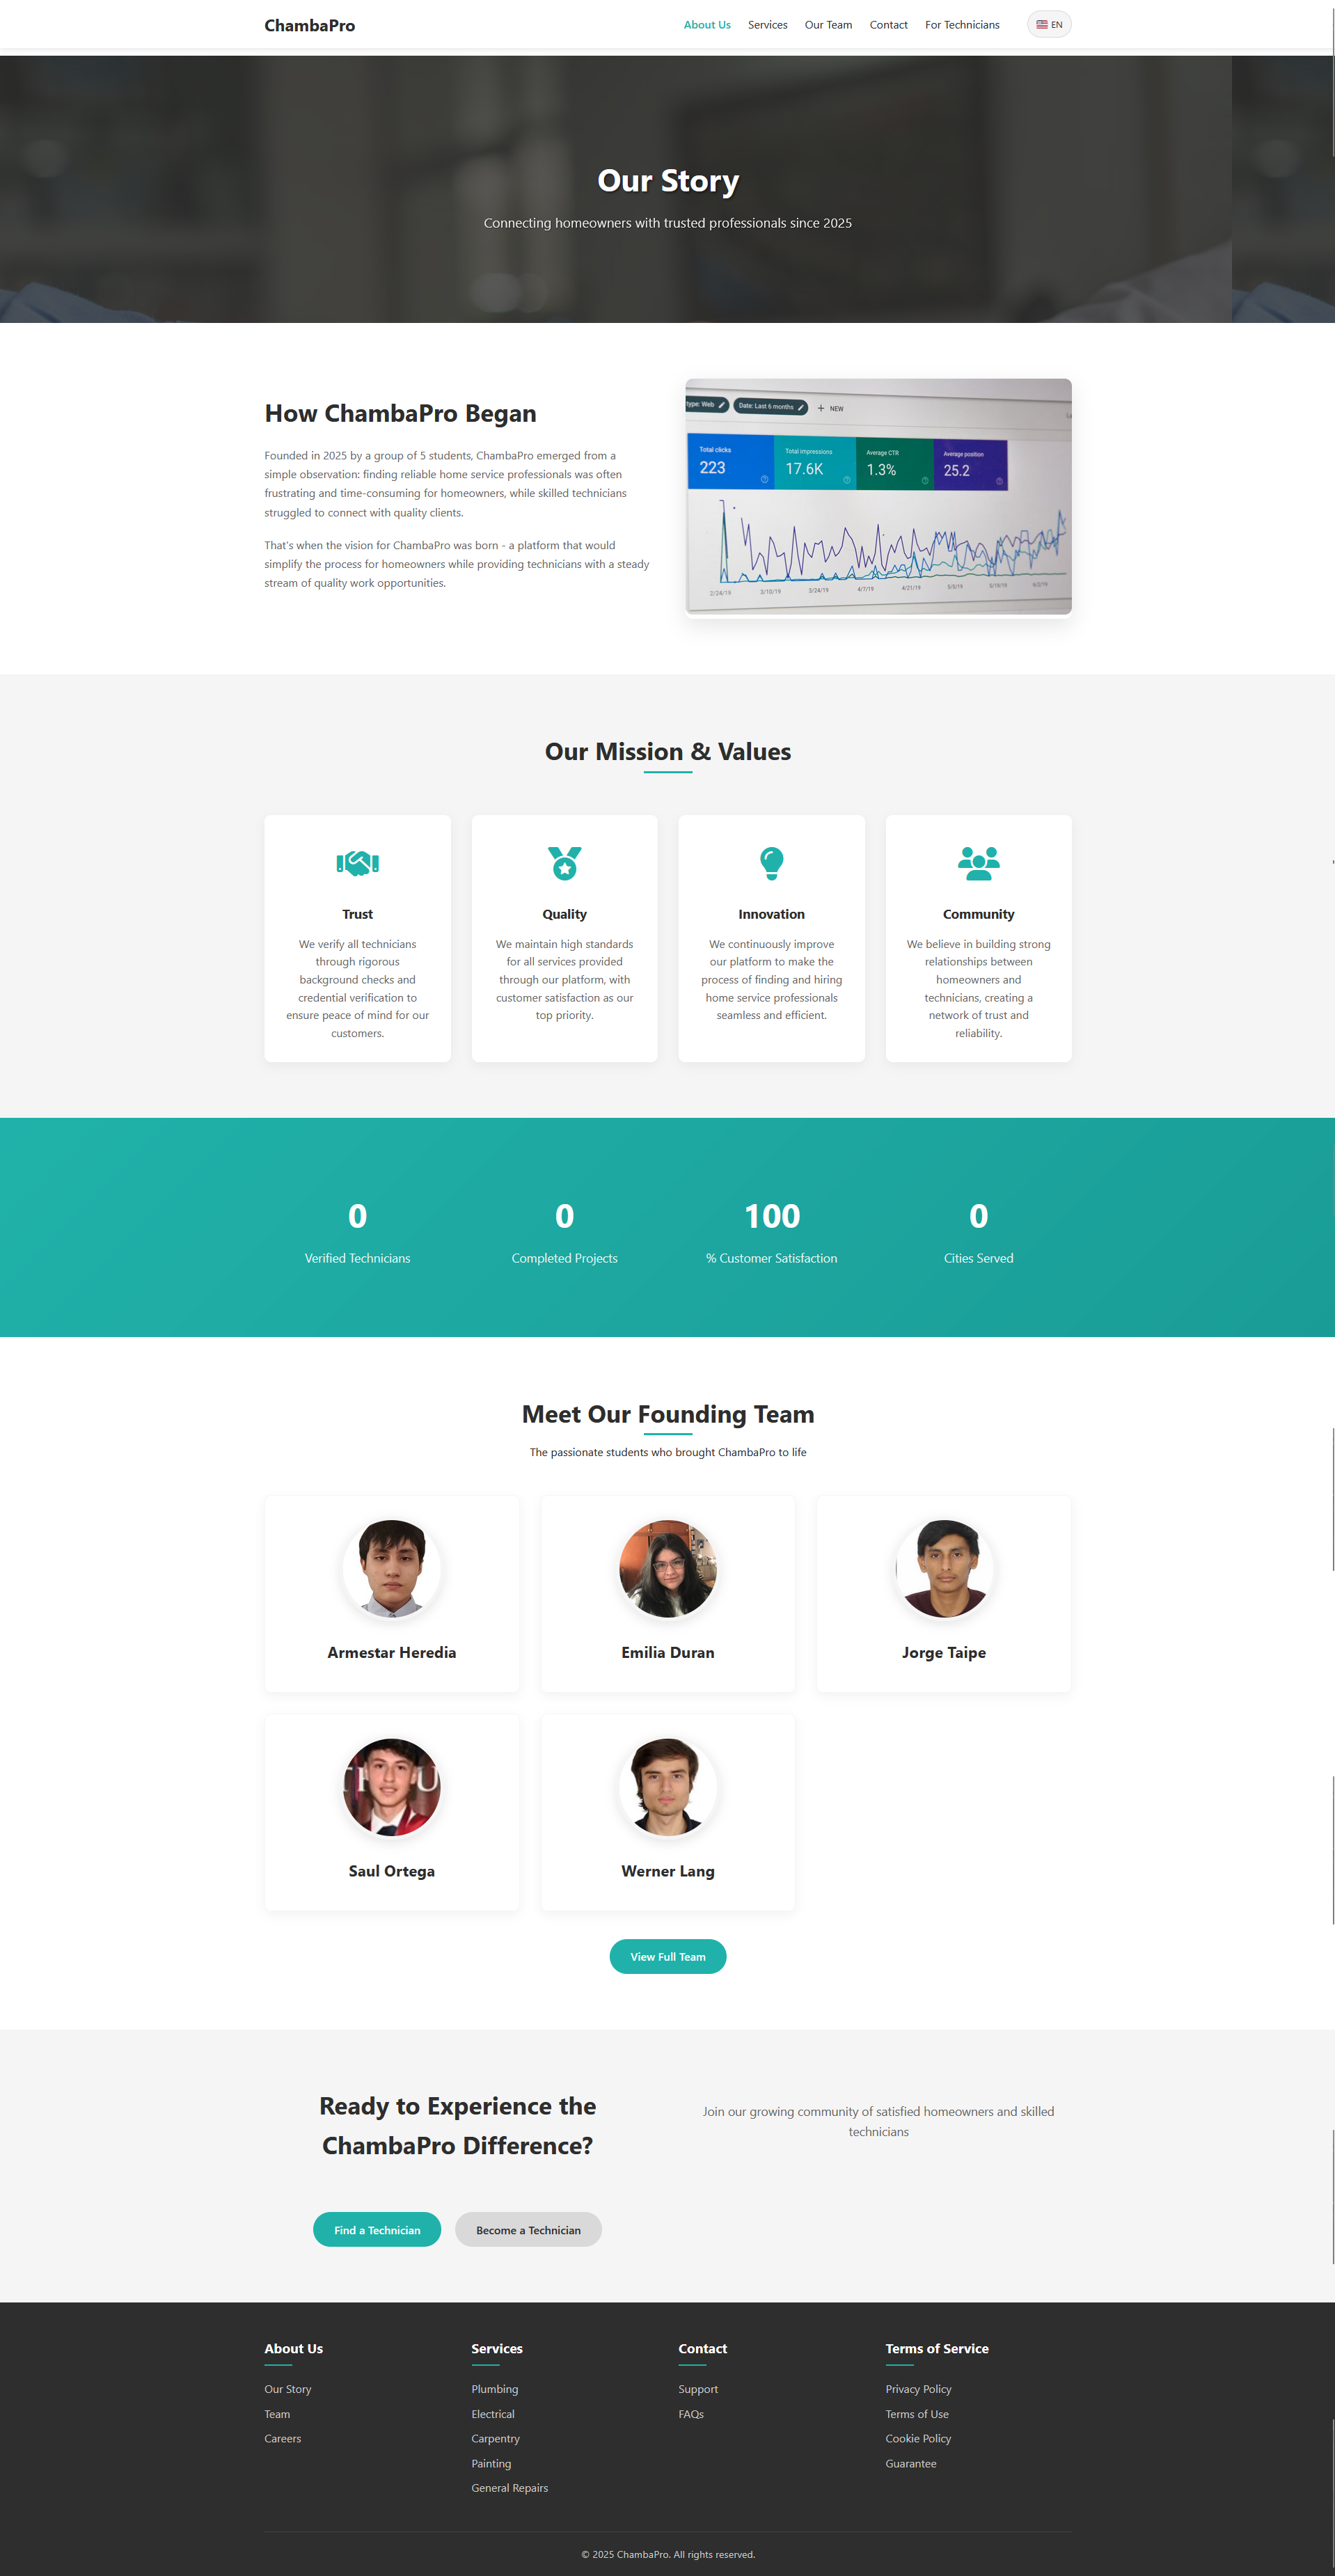 ChambaPro
About Us
Services
Our Team
Contact
For Technicians
EN
Our Story
Connecting homeowners with trusted professionals since 2025
How ChambaPro Began
Founded in 2025 by a group of 5 students, ChambaPro emerged from a
simple observation: finding reliable home service professionals was often
frustrating and time-consuming for homeowners, while skilled technicians
struggled to connect with quality clients.
That's when the vision for ChambaPro was born - a platform that would
simplify the process for homeowners while providing technicians with a steady
stream of quality work opportunities.
type: Web
Date: Last 6 months
+ NEW
Total clicks
223
Total impressions
17.6K
Average CTR
1.3%
Average position
25.2
2/24/19
3/10/19
3/24/19
4/7/19
4/21/19
5/5/19
5/19/19
6/2/19
Our Mission & Values
Trust
We verify all technicians
through rigorous
background checks and
credential verification to
ensure peace of mind for our
customers.
Quality
We maintain high standards
for all services provided
through our platform, with
customer satisfaction as our
top priority.
Innovation
We continuously improve
our platform to make the
process of finding and hiring
home service professionals
seamless and efficient.
Community
We believe in building strong
relationships between
homeowners and
technicians, creating a
network of trust and
reliability.
0
Verified Technicians
0
Completed Projects
100
% Customer Satisfaction
0
Cities Served
Meet Our Founding Team
The passionate students who brought ChambaPro to life
Armestar Heredia
Emilia Duran
Jorge Taipe
Saul Ortega
Werner Lang
View Full Team
Ready to Experience the
ChambaPro Difference?
Join our growing community of satisfied homeowners and skilled
technicians
Find a Technician
Become a Technician
About Us
Our Story
Team
Careers
Services
Plumbing
Electrical
Carpentry
Painting
General Repairs
Contact
Support
FAQs
Terms of Service
Privacy Policy
Terms of Use
Cookie Policy
Guarantee
© 2025 ChambaPro. All rights reserved.